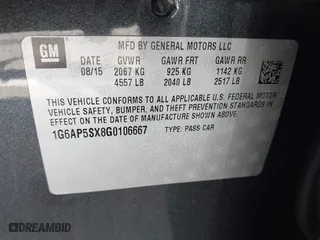 GM
MFD BY GENERAL MOTORS LLC
DATE GVWR GAWR FRT GAWR RR
08/15 2067 KG 925 KG 1142 KG
4557 LB 2040 LB 2517 LB
THIS VEHICLE CONFORMS TO ALL APPLICABLE U.S. FEDERAL MOTOR
VEHICLE SAFETY, BUMPER, AND THEFT PREVENTION STANDARDS IN
EFFECT ON THE DATE OF MANUFACTURE SHOWN ABOVE.
1G6AP5SX8G0106667 TYPE: PASS CAR
© AUTOBIDCAR
AUTOBIDCAR